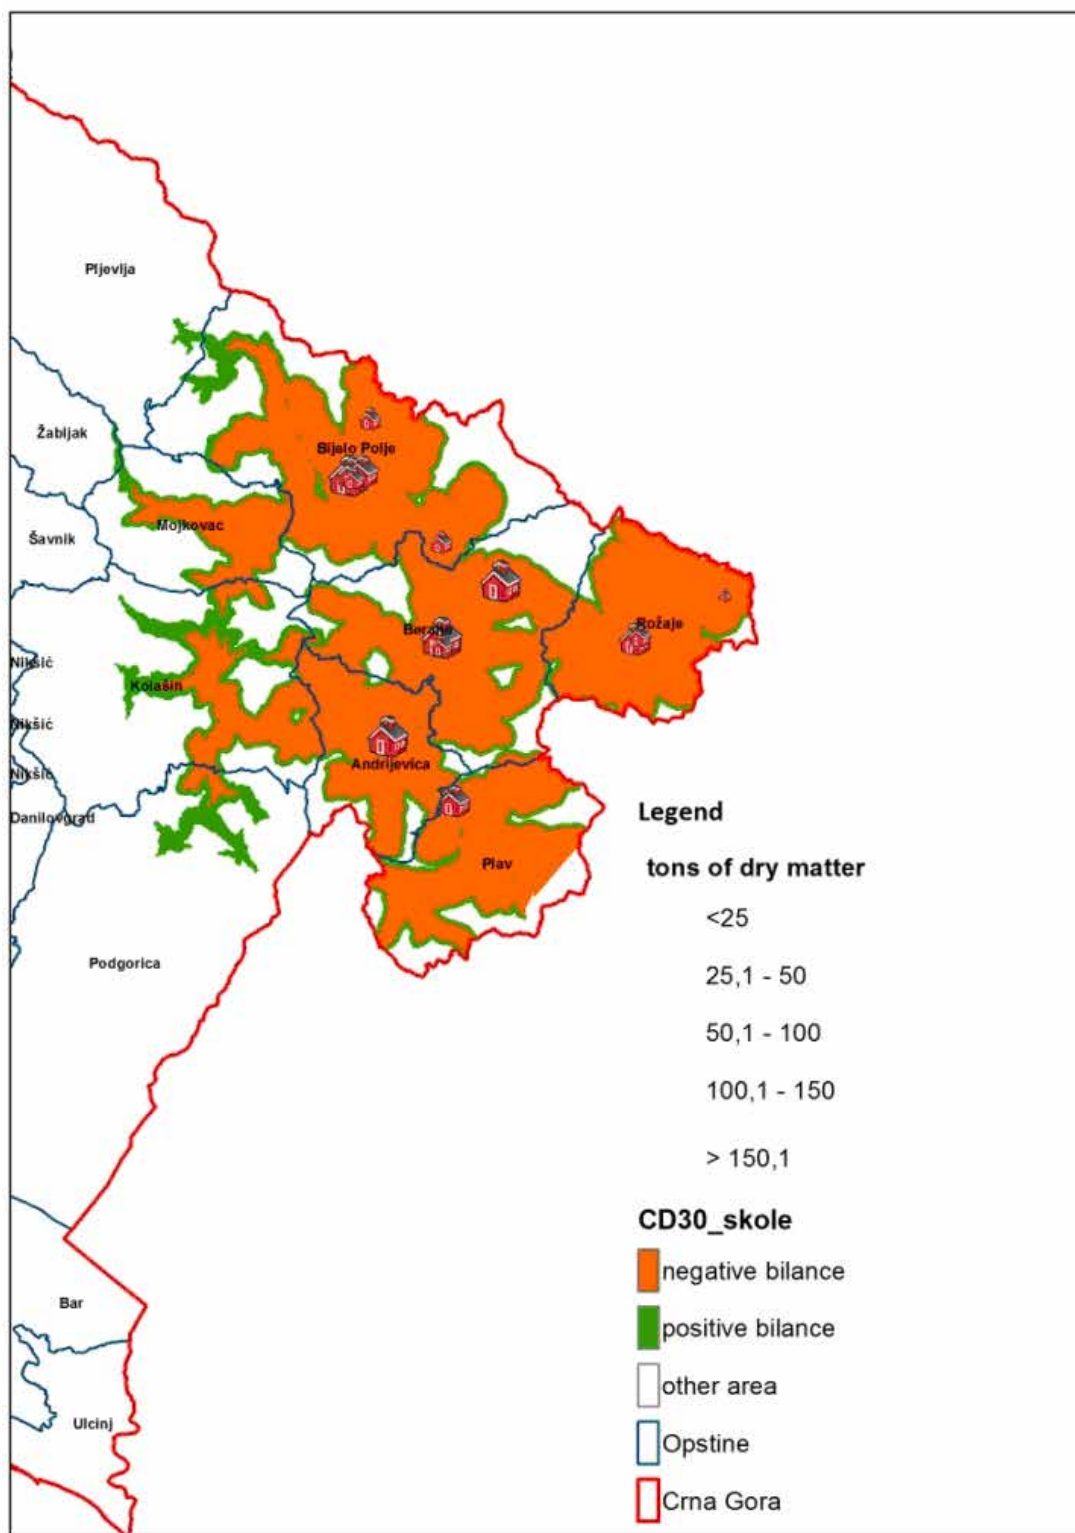 Pljevlja
Žabljak
Bijelo Polje
Mojkovac
Šavnik
Rožaje
Berane
Nikšić
Kolašin
Nikšić
Andrijevica
Nikšić
Danilovgrad
Plav
Podgorica
Bar
Ulcinj
Legend
tons of dry matter
<25
25,1 - 50
50,1 - 100
100,1 - 150
> 150,1
CD30_skole
negative bilance
positive bilance
other area
Opstine
Crna Gora